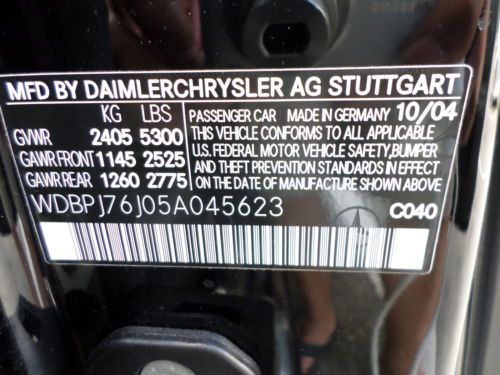 MFD BY DAIMLERCHRYSLER AG STUTTGART
KG LBS
GVWR 2405 5300
GAWR.FRONT 1145 2525
GAWR.REAR 1260 2775
PASSENGER CAR MADE IN GERMANY 10/04
THIS VEHICLE CONFORMS TO ALL APPLICABLE
U.S. FEDERAL MOTOR VEHICLE SAFETY, BUMPER
AND THEFT PREVENTION STANDARDS IN EFFECT
ON THE DATE OF MANUFACTURE SHOWN ABOVE.
WDBPJ76J05A045623 C040